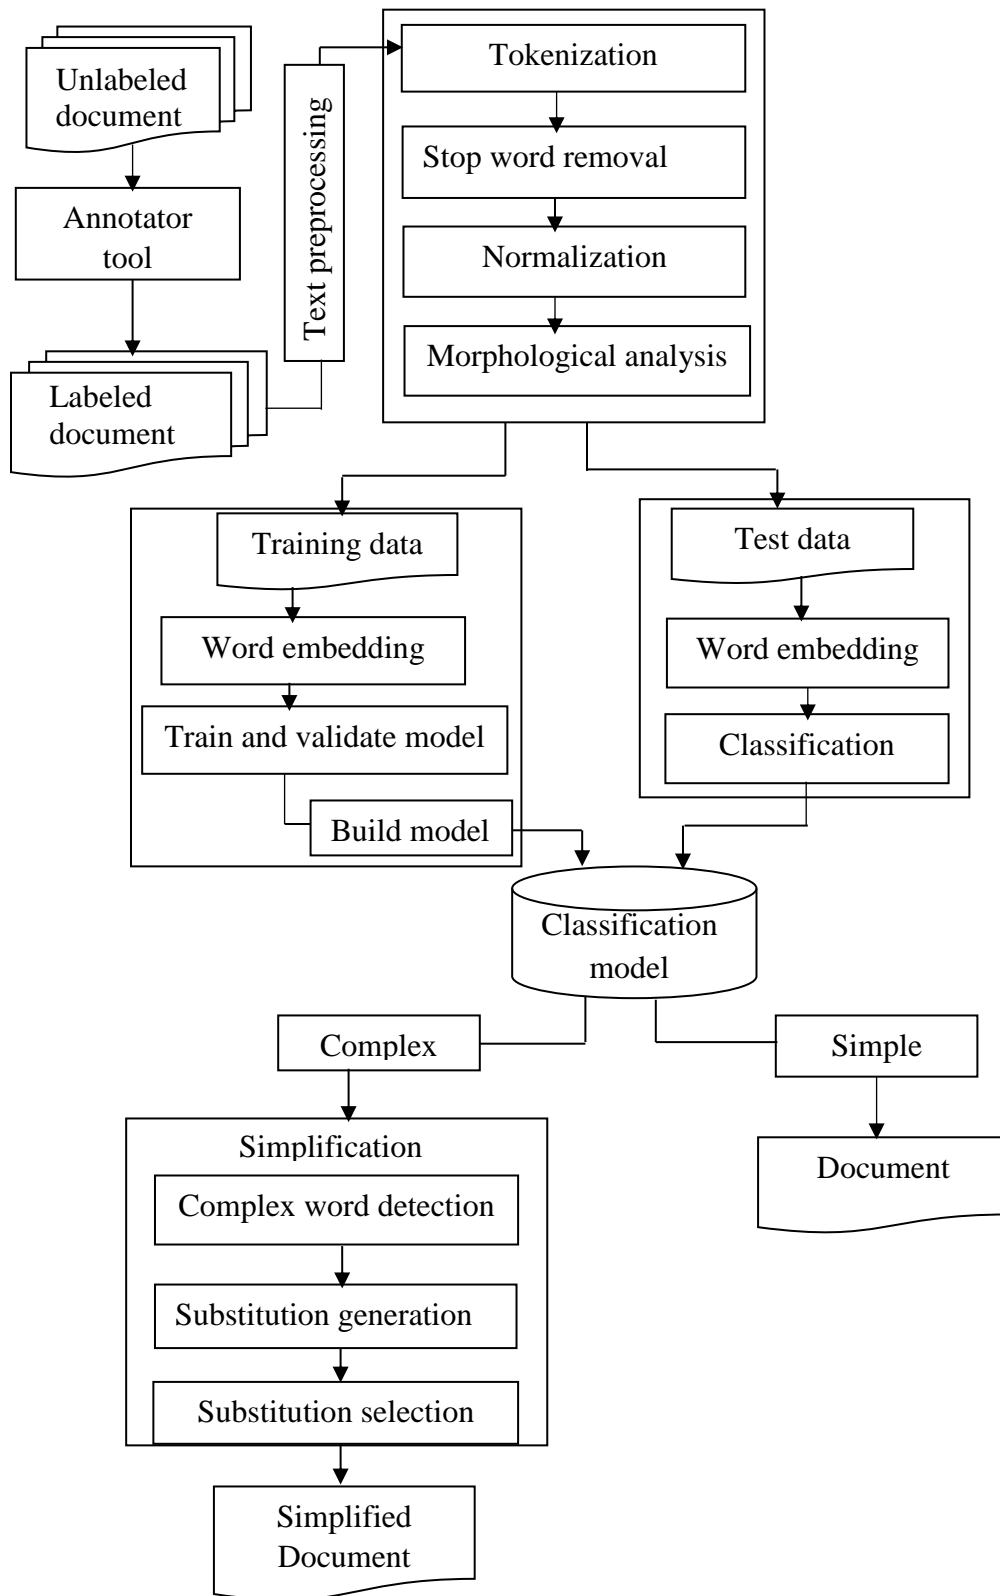 Unlabeled
document
Annotator
tool
Labeled
document
Text preprocessing
Tokenization
Stop word removal
Normalization
Morphological analysis
Training data
Word embedding
Train and validate model
Build model
Test data
Word embedding
Classification
Classification
model
Complex
Simple
Simplification
Complex word detection
Substitution generation
Substitution selection
Simplified
Document
Document